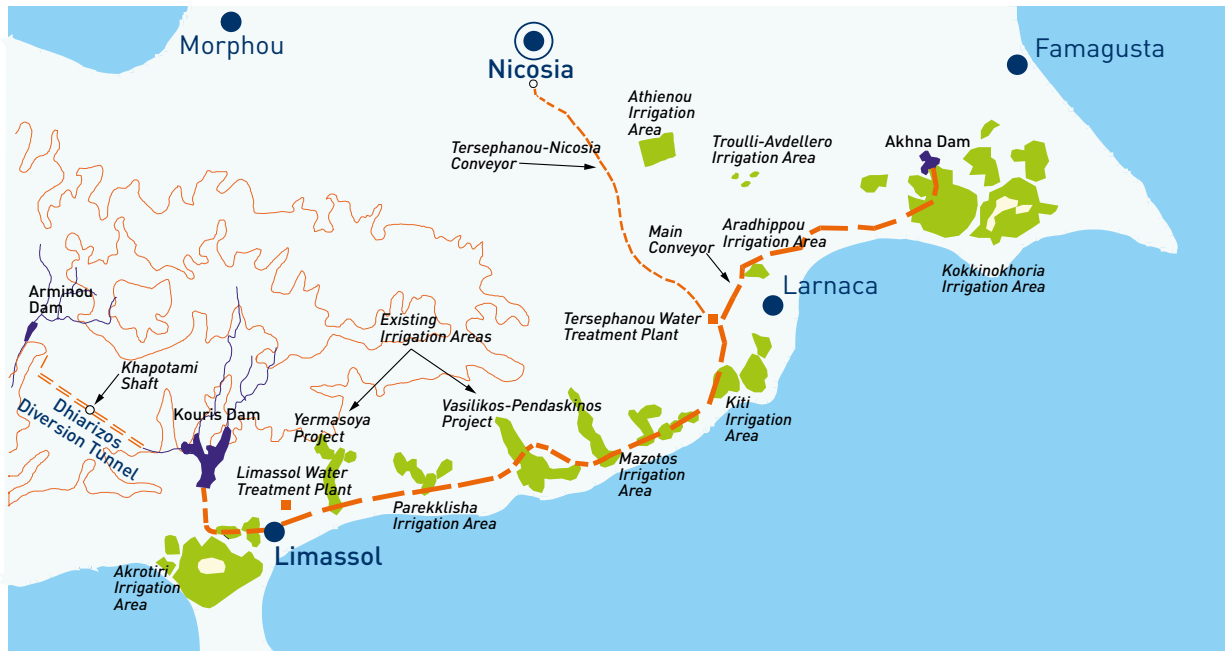 Morphou
Nicosia
Famagusta
Athienou
Irrigation
Area
Tersephanou-Nicosia
Conveyor
Troulli-Avdellero
Irrigation Area
Akhna Dam
Main
Conveyor
Aradhippou
Irrigation Area
Kokkinokhoria
Irrigation Area
Larnaca
Arminou
Dam
Existing
Irrigation Areas
Tersephanou Water
Treatment Plant
Khapotami
Shaft
Dhiarizos
Diversion Tunnel
Kouris Dam
Yermasoya
Project
Vasilikos-Pendaskinos
Project
Kiti
Irrigation
Area
Mazotos
Irrigation
Area
Limassol Water
Treatment Plant
Parekklisha
Irrigation Area
Limassol
Akrotiri
Irrigation
Area